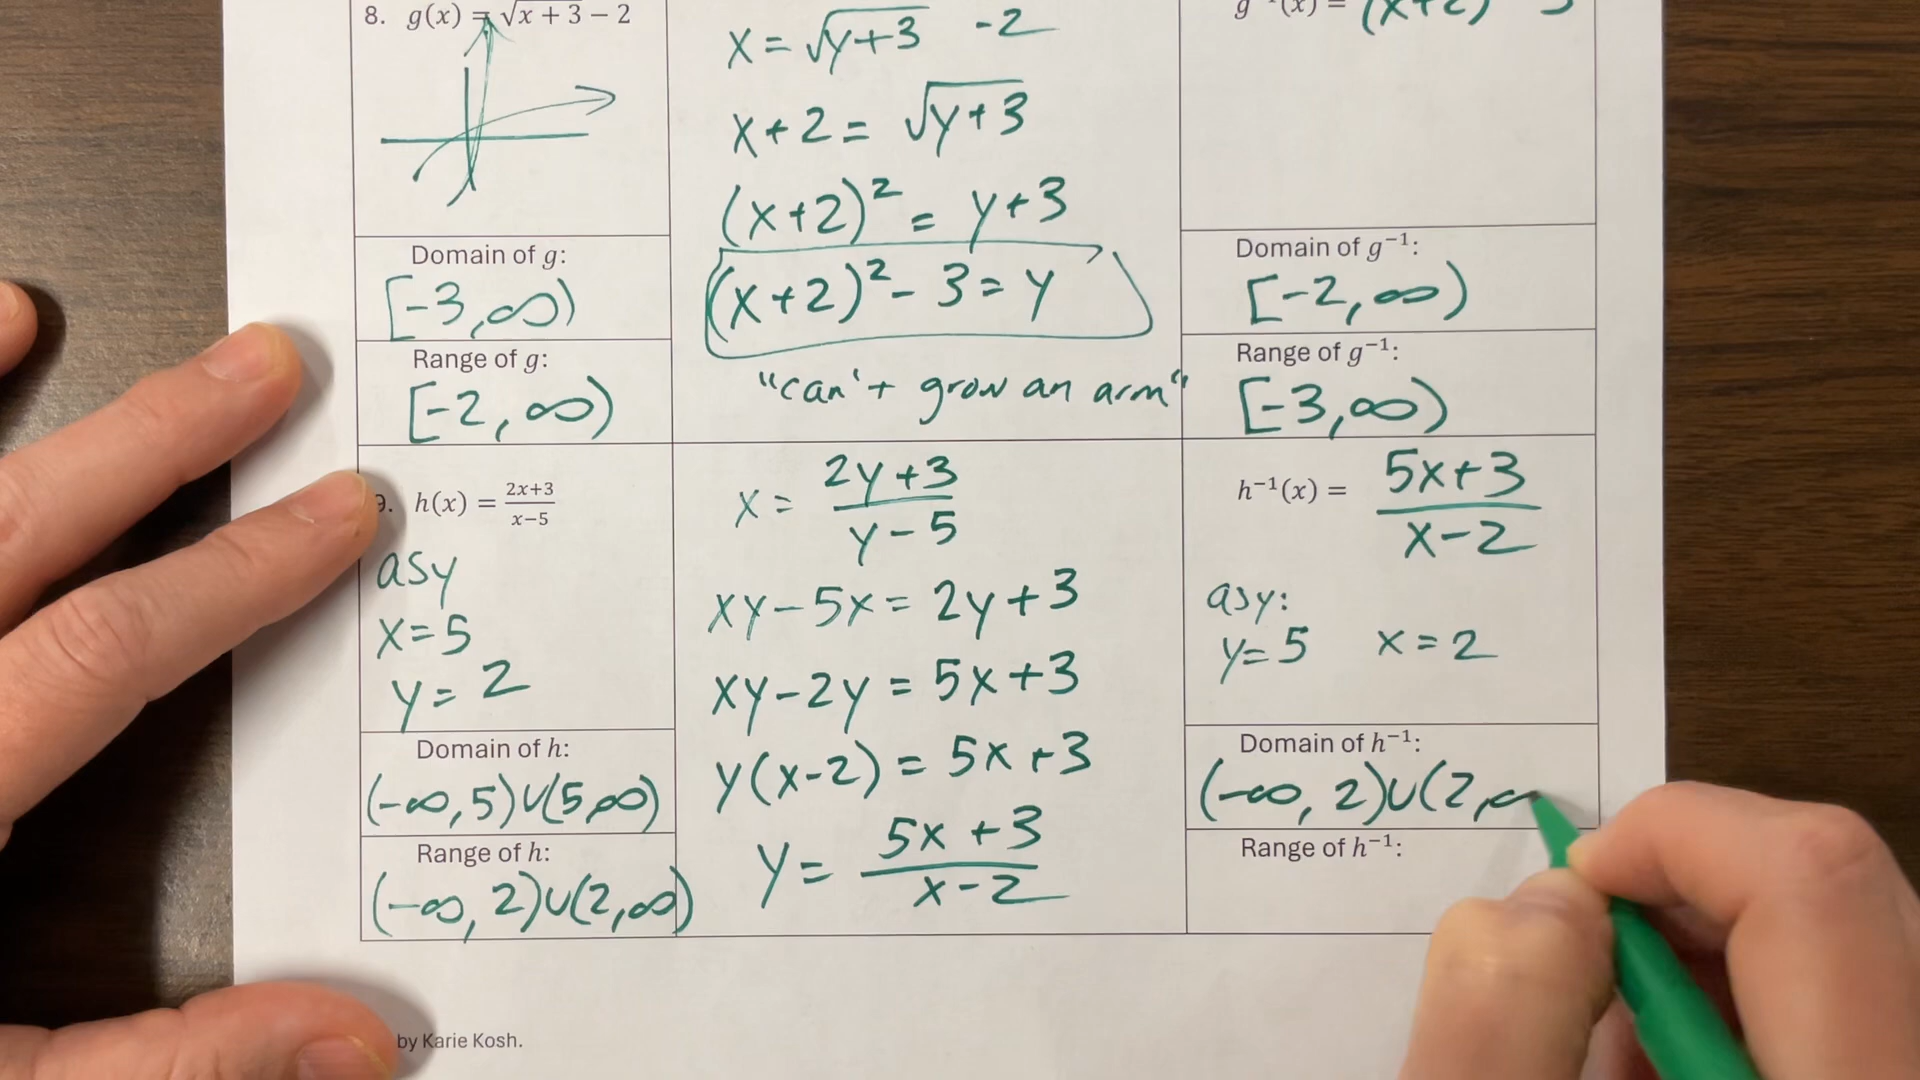 8. g(x) = √x + 3 − 2
x = √y+3 -2
x+2 = √y+3
(x+2)² = y+3
(x+2)² - 3 = y
"can't grow an arm"
g⁻¹(x) = (x+2)
Domain of g:
[-3, ∞)
Range of g:
[-2, ∞)
Domain of g⁻¹:
[-2, ∞)
Range of g⁻¹:
[-3, ∞)
9. h(x) = 2x+3 / x−5
asy
x = 5
y = 2
Domain of h:
(-∞, 5)∪(5, ∞)
Range of h:
(-∞, 2)∪(2, ∞)
x = 2y+3 / y-5
xy-5x = 2y+3
xy-2y = 5x+3
y(x-2) = 5x+3
y = 5x+3 / x-2
h⁻¹(x) = 5x+3 / x-2
asy:
y = 5 x = 2
Domain of h⁻¹:
(-∞, 2)∪(2, ∞
Range of h⁻¹:
by Karie Kosh.